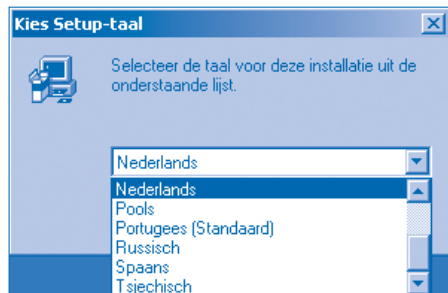 Kies Setup-taal
Selecteer de taal voor deze installatie uit de
onderstaande lijst.
Nederlands
Nederlands
Pools
Portugees (Standaard)
Russisch
Spaans
Tsjechisch